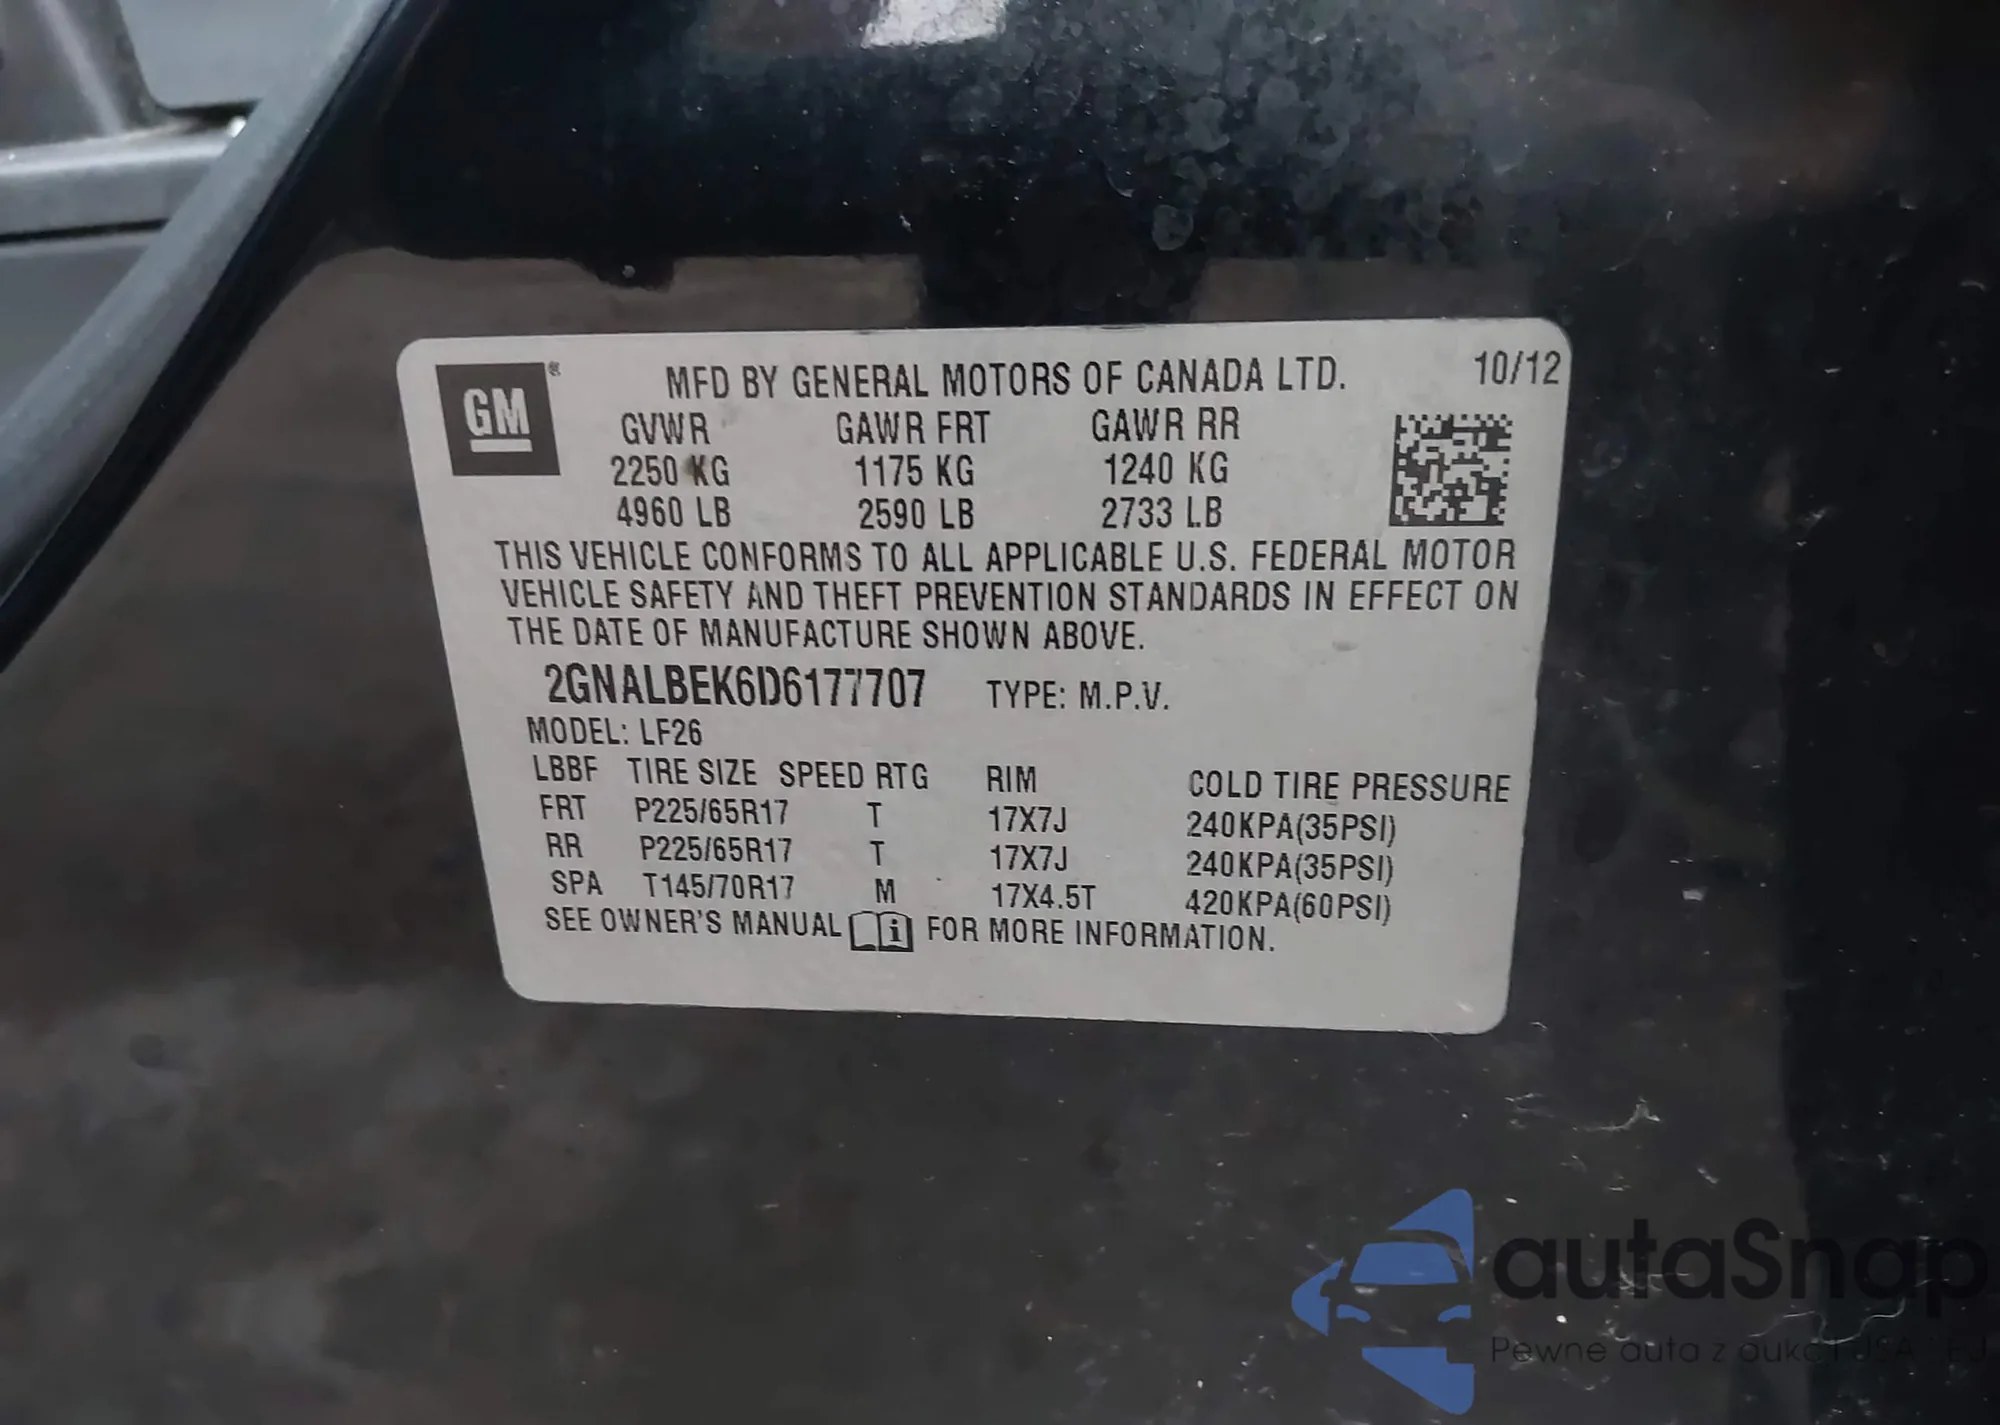 GM
MFD BY GENERAL MOTORS OF CANADA LTD. 10/12
GVWR GAWR FRT GAWR RR
2250 KG 1175 KG 1240 KG
4960 LB 2590 LB 2733 LB
THIS VEHICLE CONFORMS TO ALL APPLICABLE U.S. FEDERAL MOTOR
VEHICLE SAFETY AND THEFT PREVENTION STANDARDS IN EFFECT ON
THE DATE OF MANUFACTURE SHOWN ABOVE.
2GNALBEK6D6177707 TYPE: M.P.V.
MODEL: LF26
LBBF TIRE SIZE SPEED RTG RIM COLD TIRE PRESSURE
FRT P225/65R17 T 17X7J 240KPA(35PSI)
RR P225/65R17 T 17X7J 240KPA(35PSI)
SPA T145/70R17 M 17X4.5T 420KPA(60PSI)
SEE OWNER'S MANUAL FOR MORE INFORMATION.
autaSnap
Pewne auta z